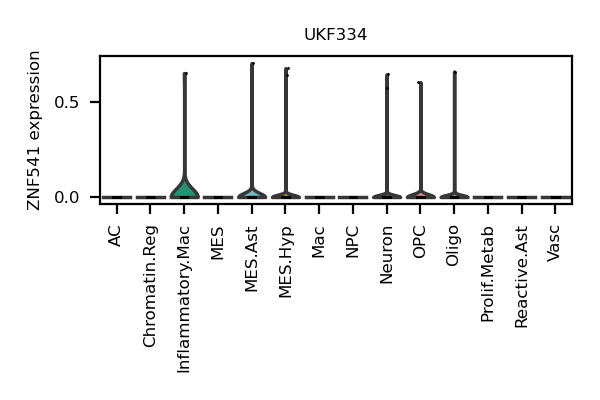 UKF334
ZNF541 expression
0.5
0.0
AC
Chromatin.Reg
Inflammatory.Mac
MES
MES.Ast
MES.Hyp
Mac
NPC
Neuron
OPC
Oligo
Prolif.Metab
Reactive.Ast
Vasc